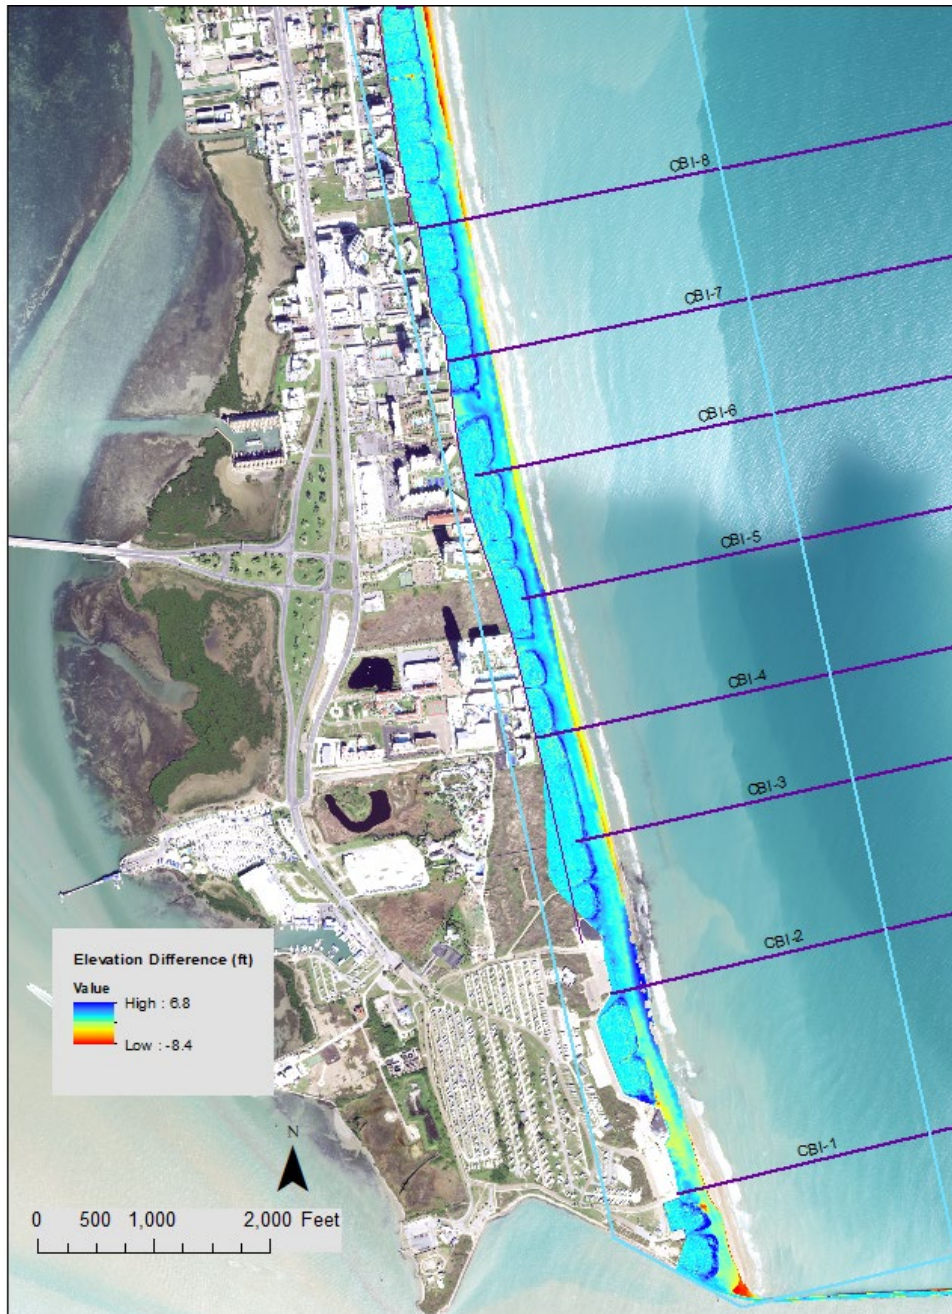 CBI-8
CBI-7
CBI-6
CBI-5
CBI-4
CBI-3
CBI-2
CBI-1
Elevation Difference (ft)
Value
High : 6.8
Low : -8.4
N
0 500 1,000 2,000 Feet